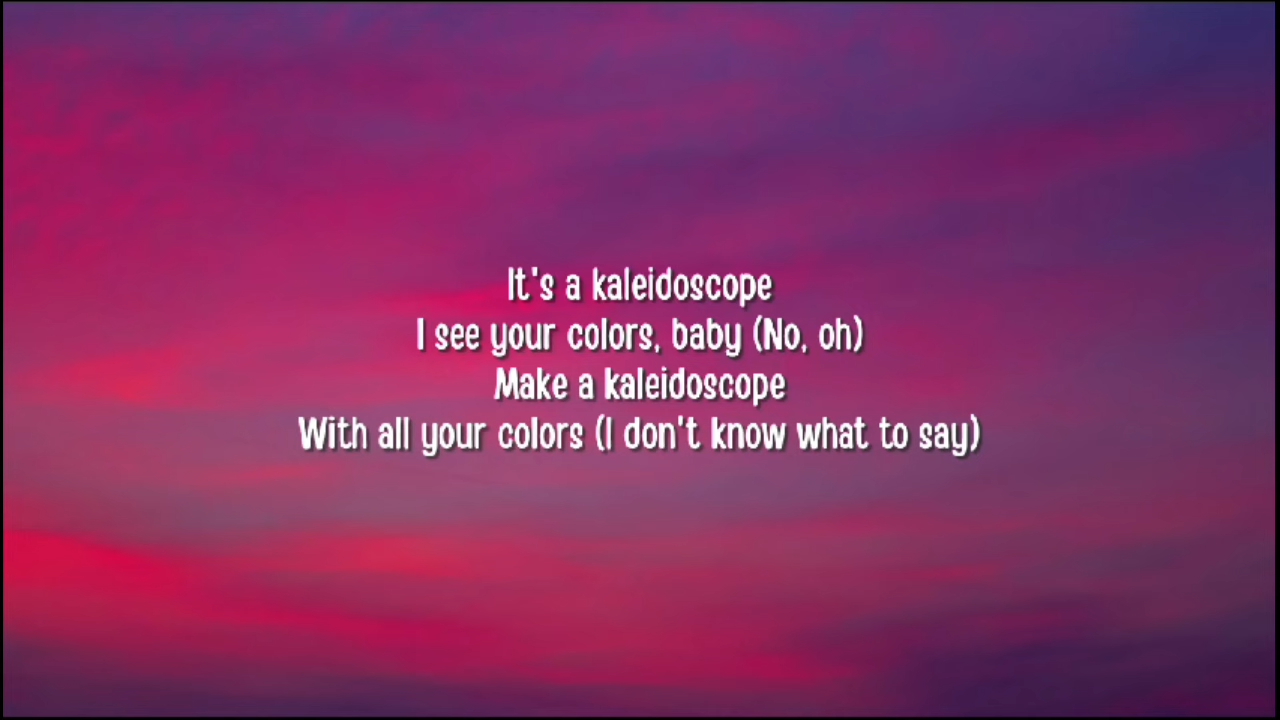 It's a kaleidoscope
I see your colors, baby (No, oh)
Make a kaleidoscope
With all your colors (I don't know what to say)